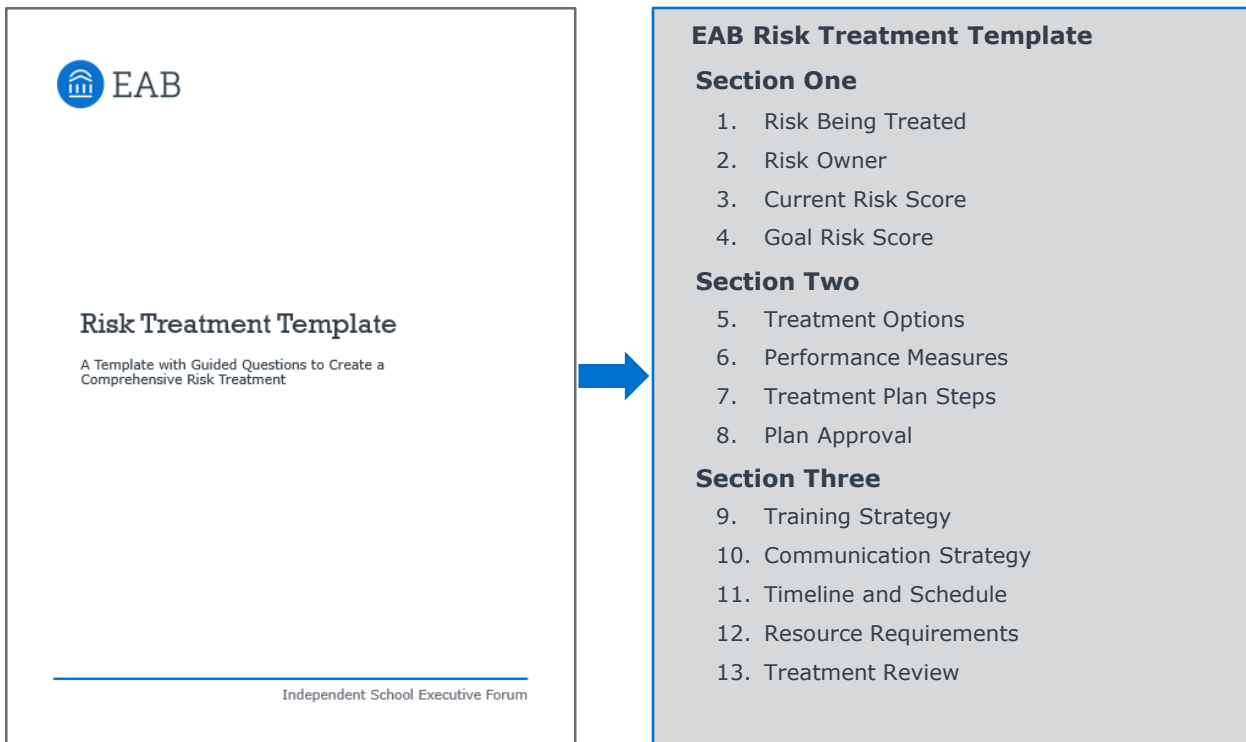 EAB
Risk Treatment Template
A Template with Guided Questions to Create a
Comprehensive Risk Treatment
Independent School Executive Forum
EAB Risk Treatment Template
Section One
1. Risk Being Treated
2. Risk Owner
3. Current Risk Score
4. Goal Risk Score
Section Two
5. Treatment Options
6. Performance Measures
7. Treatment Plan Steps
8. Plan Approval
Section Three
9. Training Strategy
10. Communication Strategy
11. Timeline and Schedule
12. Resource Requirements
13. Treatment Review